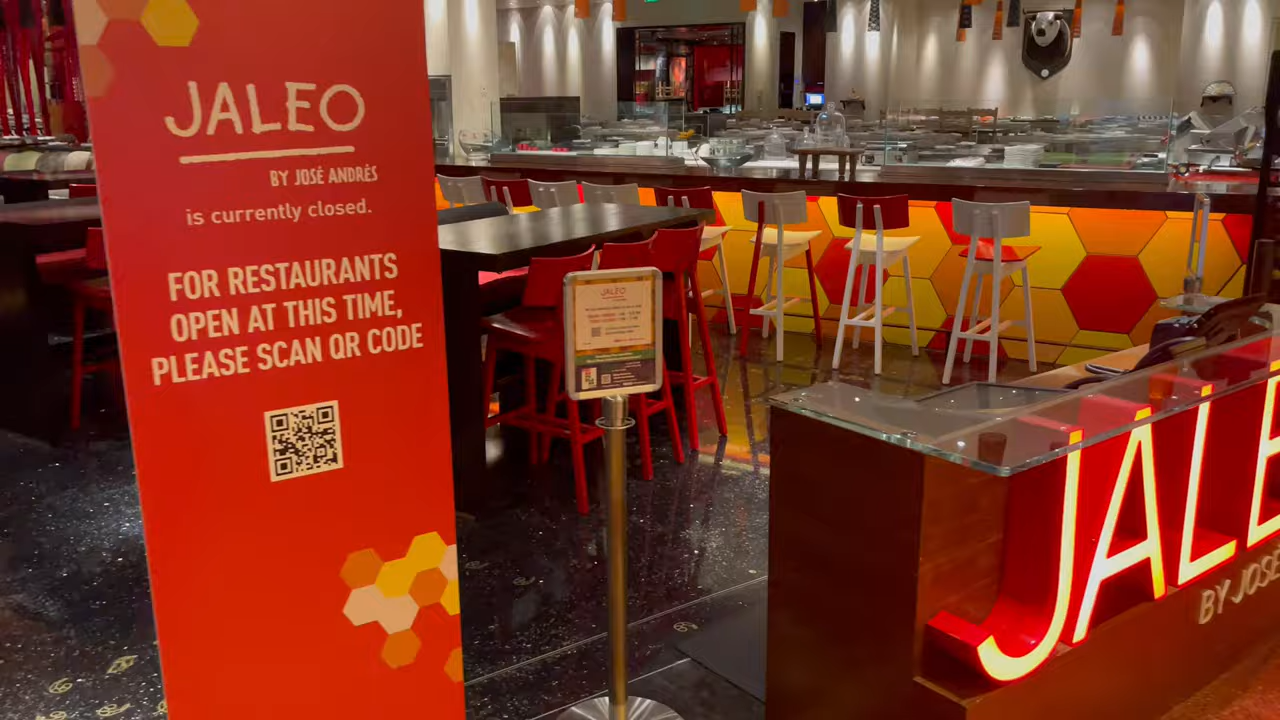 JALEO
BY JOSÉ ANDRÉS
is currently closed.
FOR RESTAURANTS
OPEN AT THIS TIME,
PLEASE SCAN QR CODE
JALEO
JALE
BY JOSE